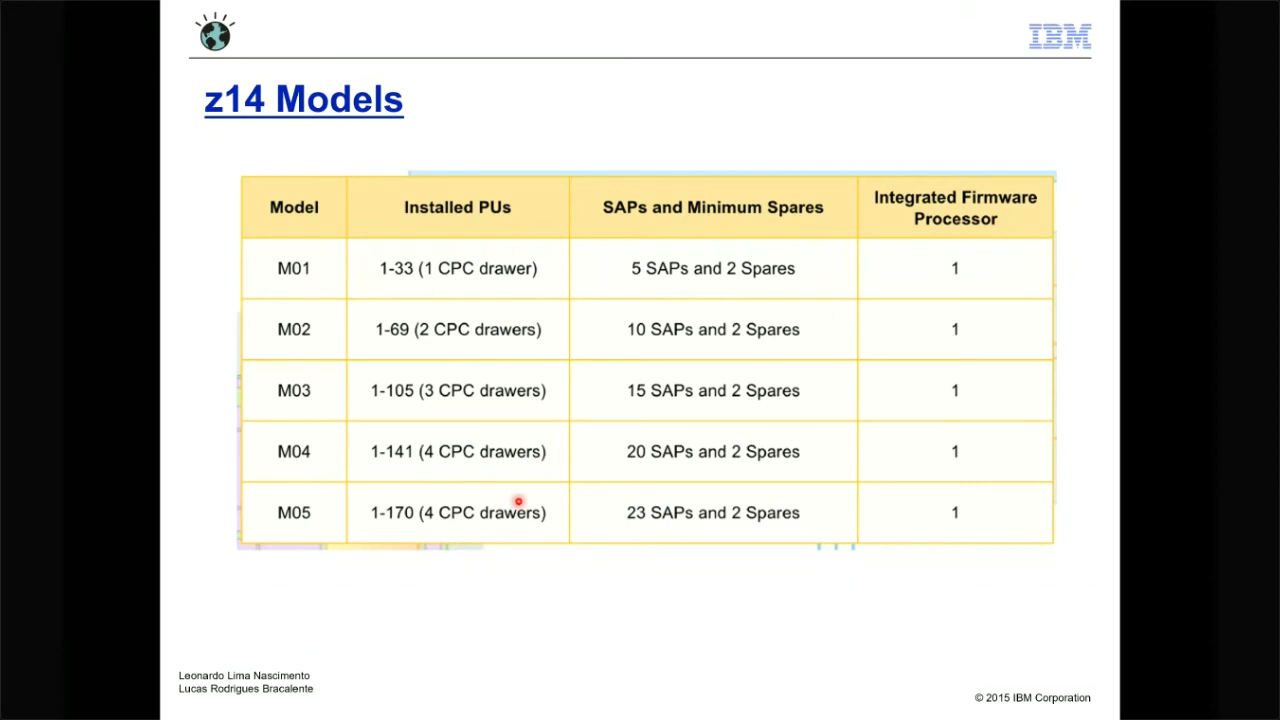 IBM
z14 Models
Model Installed PUs SAPs and Minimum Spares Integrated Firmware Processor
M01 1-33 (1 CPC drawer) 5 SAPs and 2 Spares 1
M02 1-69 (2 CPC drawers) 10 SAPs and 2 Spares 1
M03 1-105 (3 CPC drawers) 15 SAPs and 2 Spares 1
M04 1-141 (4 CPC drawers) 20 SAPs and 2 Spares 1
M05 1-170 (4 CPC drawers) 23 SAPs and 2 Spares 1
Leonardo Lima Nascimento
Lucas Rodrigues Bracalente
© 2015 IBM Corporation